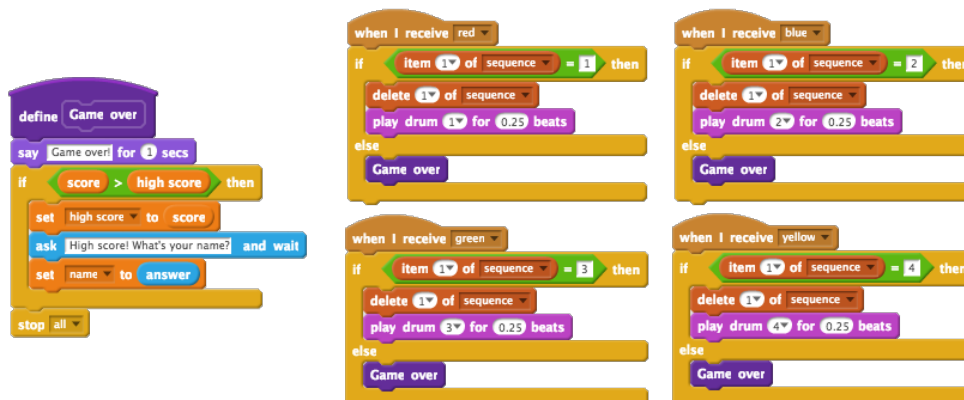 define Game over
say Game over! for 1 secs
if score > high score then
set high score to score
ask High score! What's your name? and wait
set name to answer
stop all
when I receive red
if item 1 of sequence = 1 then
delete 1 of sequence
play drum 1 for 0.25 beats
else
Game over
when I receive blue
if item 1 of sequence = 2 then
delete 1 of sequence
play drum 2 for 0.25 beats
else
Game over
when I receive green
if item 1 of sequence = 3 then
delete 1 of sequence
play drum 3 for 0.25 beats
else
Game over
when I receive yellow
if item 1 of sequence = 4 then
delete 1 of sequence
play drum 4 for 0.25 beats
else
Game over